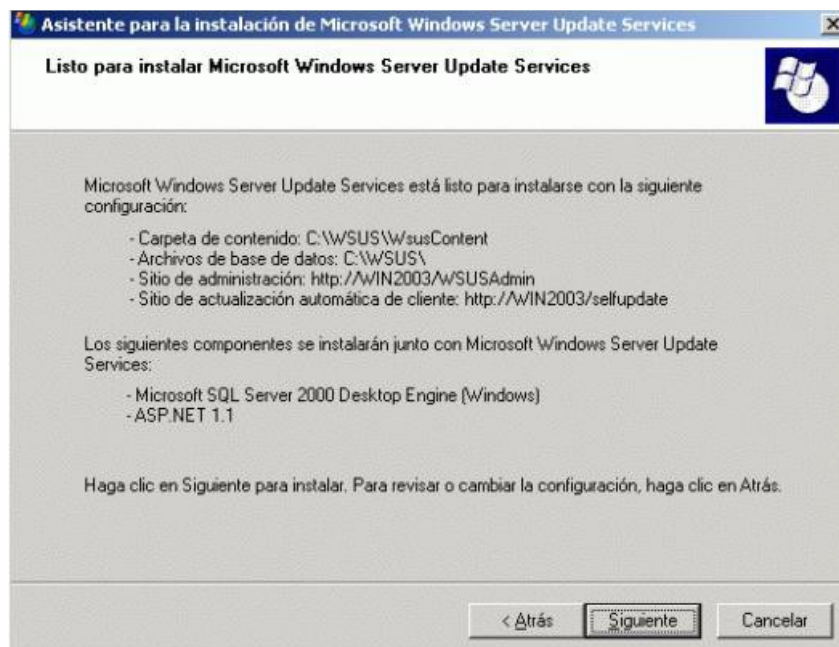 Asistente para la instalación de Microsoft Windows Server Update Services
Listo para instalar Microsoft Windows Server Update Services
Microsoft Windows Server Update Services está listo para instalarse con la siguiente
configuración:
- Carpeta de contenido: C:\WSUS\WsusContent
- Archivos de base de datos: C:\WSUS\
- Sitio de administración: http://WIN2003/WSUSAdmin
- Sitio de actualización automática de cliente: http://WIN2003/selfupdate
Los siguientes componentes se instalarán junto con Microsoft Windows Server Update
Services:
- Microsoft SQL Server 2000 Desktop Engine (Windows)
- ASP.NET 1.1
Haga clic en Siguiente para instalar. Para revisar o cambiar la configuración, haga clic en Atrás.
< Atrás Siguiente Cancelar